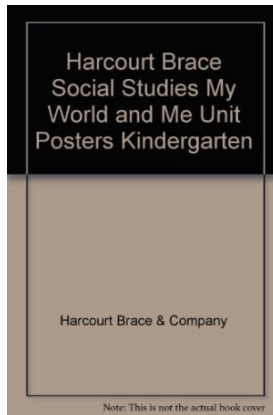 Harcourt Brace
Social Studies My
World and Me Unit
Posters Kindergarten
Harcourt Brace & Company
Note: This is not the actual book cover